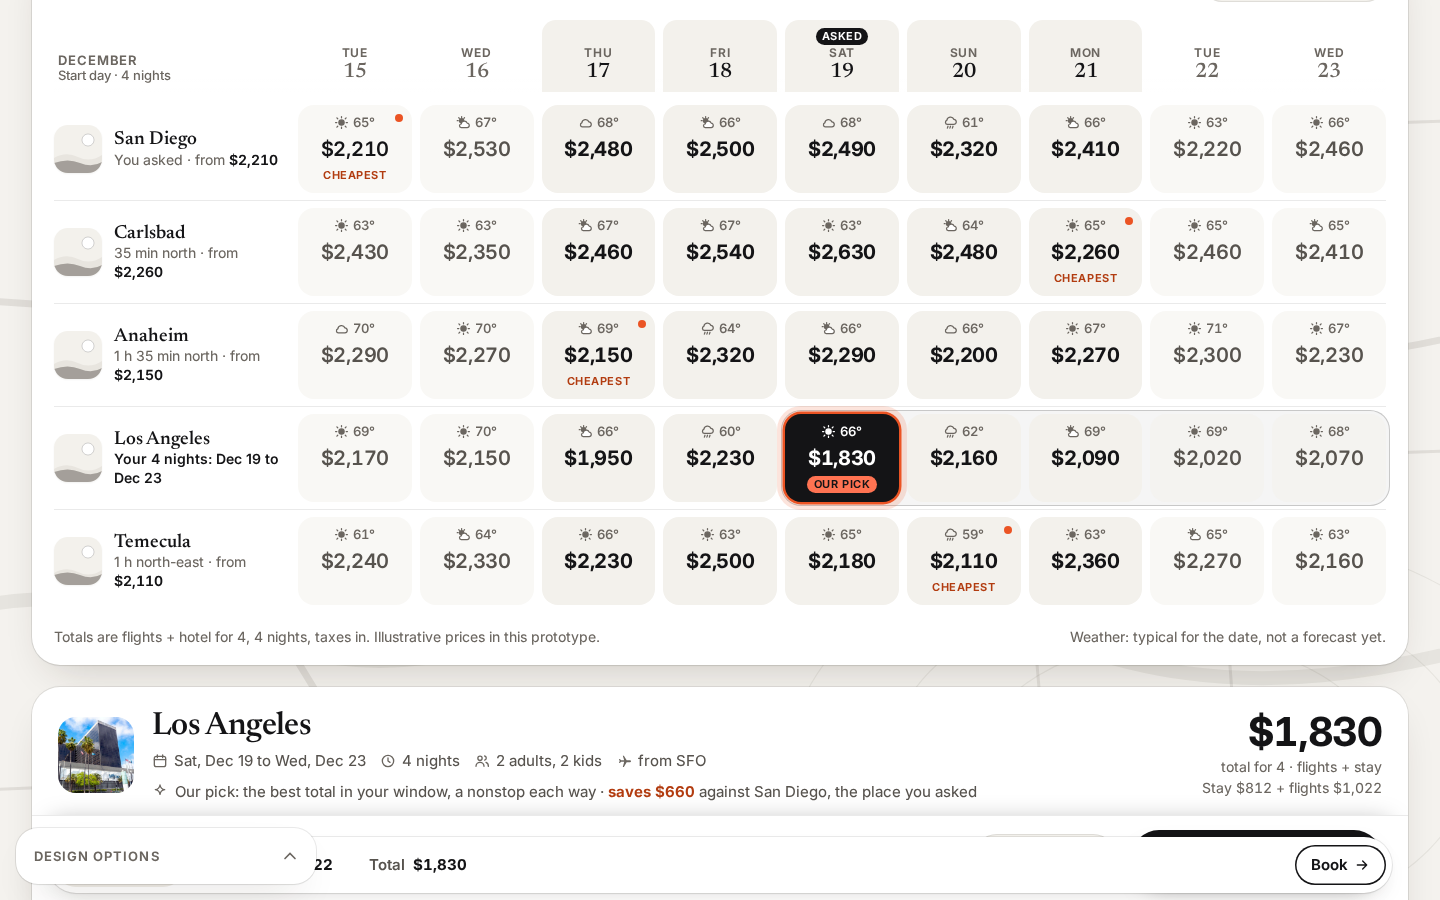 ASKED
DECEMBER
Start day · 4 nights
TUE 15
WED 16
THU 17
FRI 18
SAT 19
SUN 20
MON 21
TUE 22
WED 23
San Diego
You asked · from $2,210
65° 67° 68° 66° 68° 61° 66° 63° 66°
$2,210 $2,530 $2,480 $2,500 $2,490 $2,320 $2,410 $2,220 $2,460
CHEAPEST
Carlsbad
35 min north · from
$2,260
63° 63° 67° 67° 63° 64° 65° 65° 65°
$2,430 $2,350 $2,460 $2,540 $2,630 $2,480 $2,260 $2,460 $2,410
CHEAPEST
Anaheim
1 h 35 min north · from
$2,150
70° 70° 69° 64° 66° 66° 67° 71° 67°
$2,290 $2,270 $2,150 $2,320 $2,290 $2,200 $2,270 $2,300 $2,230
CHEAPEST
Los Angeles
Your 4 nights: Dec 19 to
Dec 23
69° 70° 66° 60° 66° 62° 69° 69° 68°
$2,170 $2,150 $1,950 $2,230 $1,830 $2,160 $2,090 $2,020 $2,070
OUR PICK
Temecula
1 h north-east · from
$2,110
61° 64° 66° 63° 65° 59° 63° 65° 63°
$2,240 $2,330 $2,230 $2,500 $2,180 $2,110 $2,360 $2,270 $2,160
CHEAPEST
Totals are flights + hotel for 4, 4 nights, taxes in. Illustrative prices in this prototype.
Weather: typical for the date, not a forecast yet.
Los Angeles
$1,830
Sat, Dec 19 to Wed, Dec 23 4 nights 2 adults, 2 kids from SFO
total for 4 · flights + stay
Our pick: the best total in your window, a nonstop each way · saves $660 against San Diego, the place you asked
Stay $812 + flights $1,022
DESIGN OPTIONS
22 Total $1,830
Book →